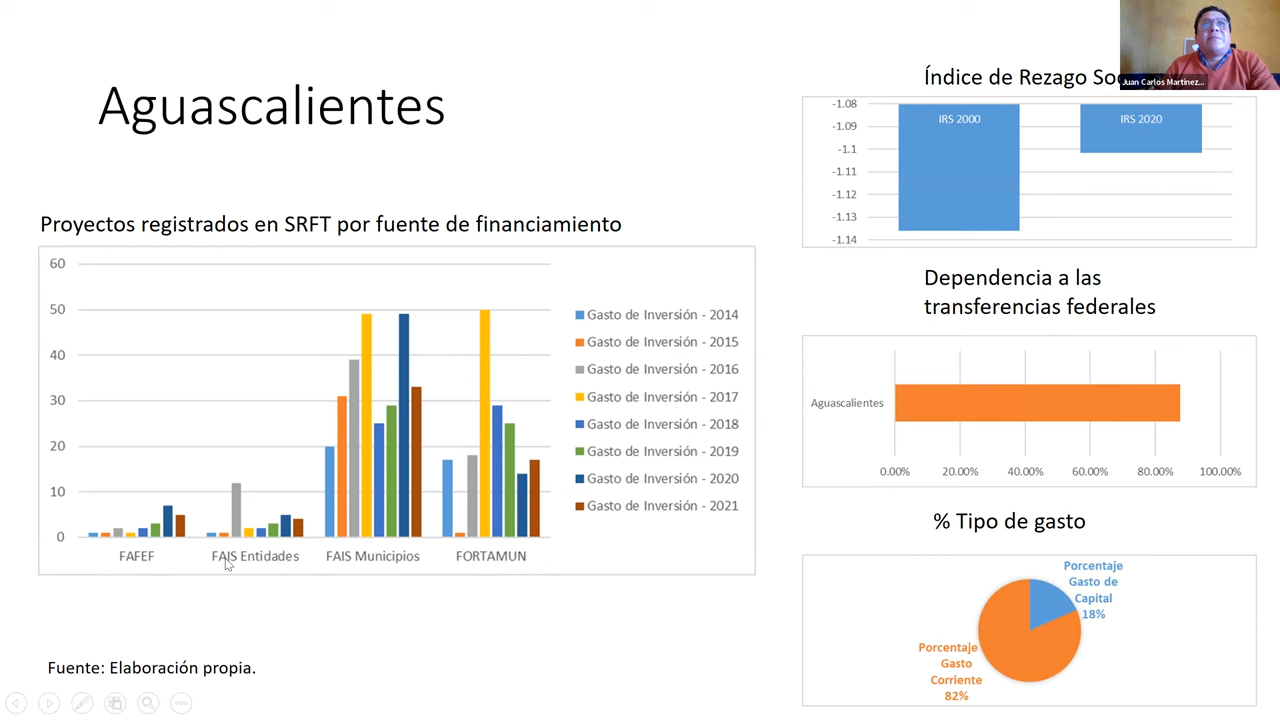 Aguascalientes
Proyectos registrados en SRFT por fuente de financiamiento
60
50
40
30
20
10
0
FAFEF
FAIS Entidades
FAIS Municipios
FORTAMUN
Gasto de Inversión - 2014
Gasto de Inversión - 2015
Gasto de Inversión - 2016
Gasto de Inversión - 2017
Gasto de Inversión - 2018
Gasto de Inversión - 2019
Gasto de Inversión - 2020
Gasto de Inversión - 2021
Fuente: Elaboración propia.
Índice de Rezago
Juan Carlos Martinez...
-1.08
-1.09
-1.1
-1.11
-1.12
-1.13
-1.14
IRS 2000
IRS 2020
Dependencia a las
transferencias federales
Aguascalientes
0.00%
20.00%
40.00%
60.00%
80.00%
100.00%
% Tipo de gasto
Porcentaje
Gasto de
Capital
18%
Porcentaje
Gasto
Corriente
82%